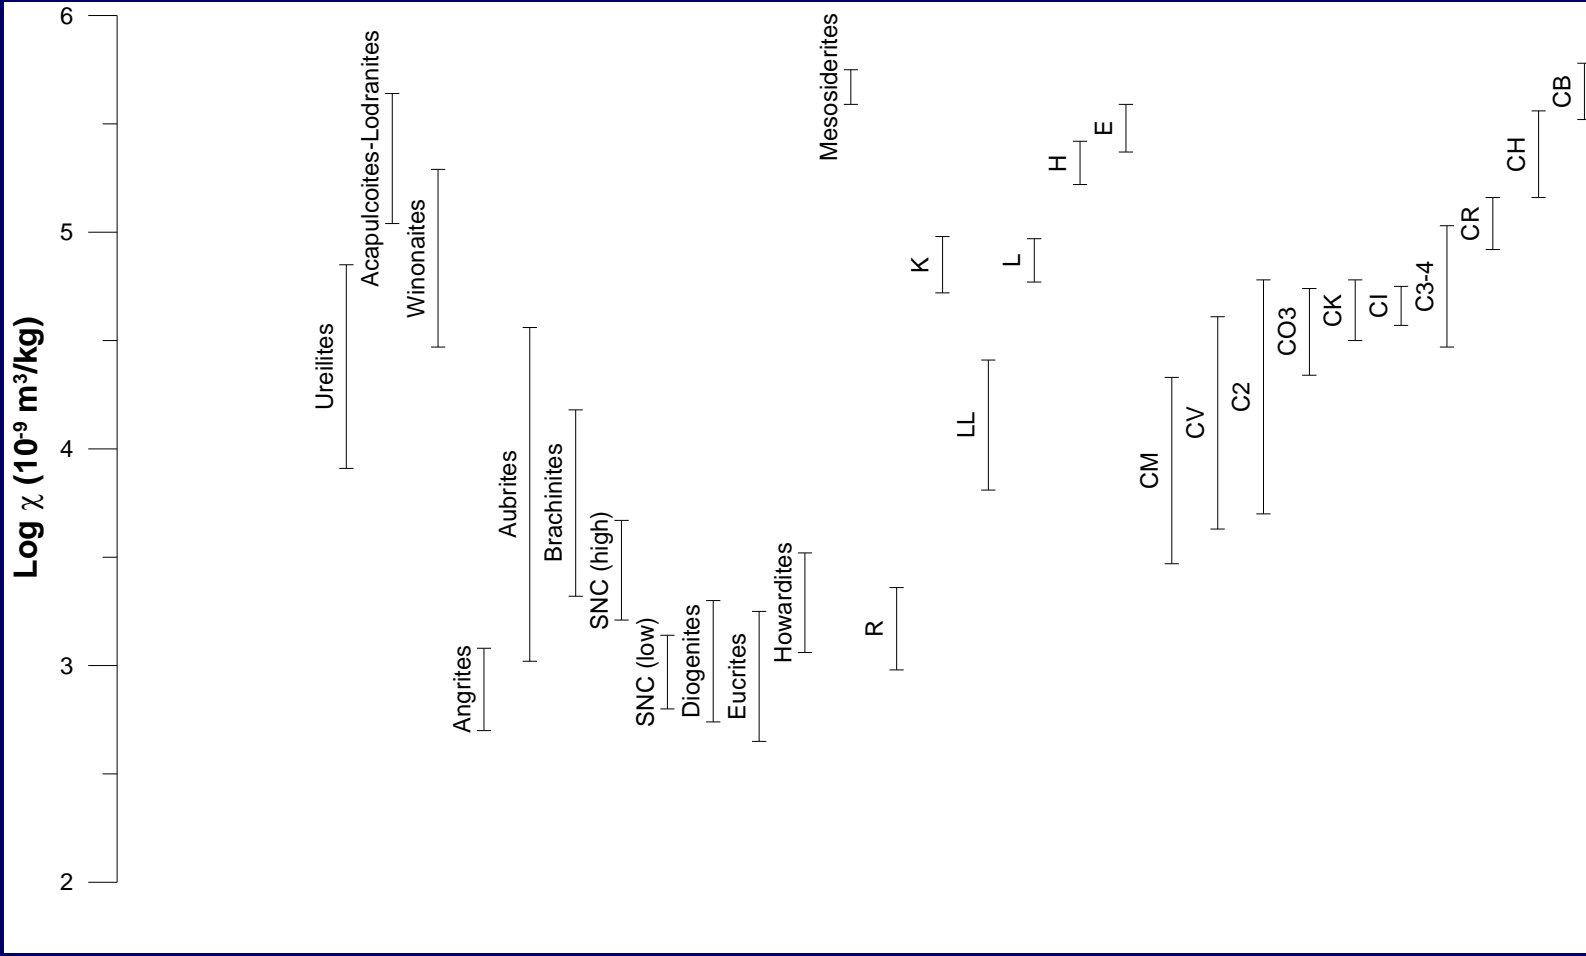 Log χ (10⁻⁹ m³/kg)
6
5
4
3
2
Ureilites
Acapulcoites-Lodranites
Winonaites
Angrites
Aubrites
Brachinites
SNC (high)
SNC (low)
Diogenites
Eucrites
Howardites
Mesosiderites
R
K
LL
L
H
E
CM
CV
C2
CO3
CK
CI
C3-4
CR
CH
CB